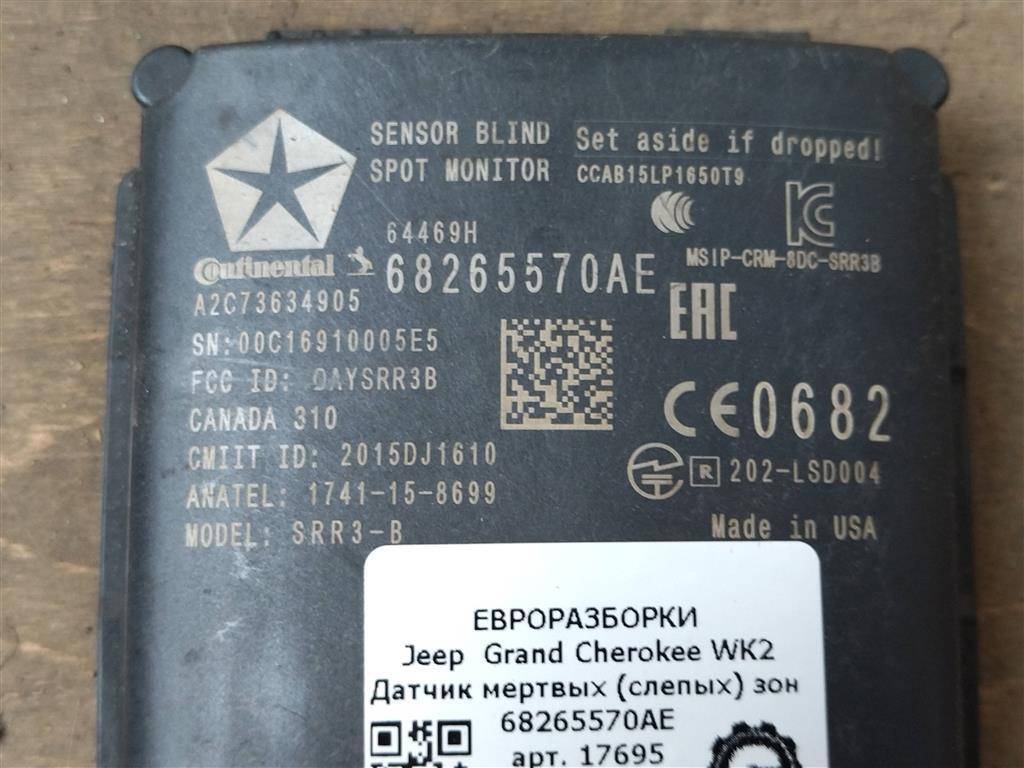 SENSOR BLIND
SPOT MONITOR
Set aside if dropped!
CCAB15LP1650T9
64469H
Continental
68265570AE
MSIP-CRM-8DC-SRR3B
A2C73634905
EAC
SN:00C16910005E5
FCC ID: OAYSRR3B
CE0682
CANADA 310
CMIIT ID: 2015DJ1610
R 202-LSD004
ANATEL: 1741-15-8699
MODEL: SRR3-B
Made in USA
ЕВРОРАЗБОРКИ
Jeep Grand Cherokee WK2
Датчик мертвых (слепых) зон
68265570AE
арт. 17695